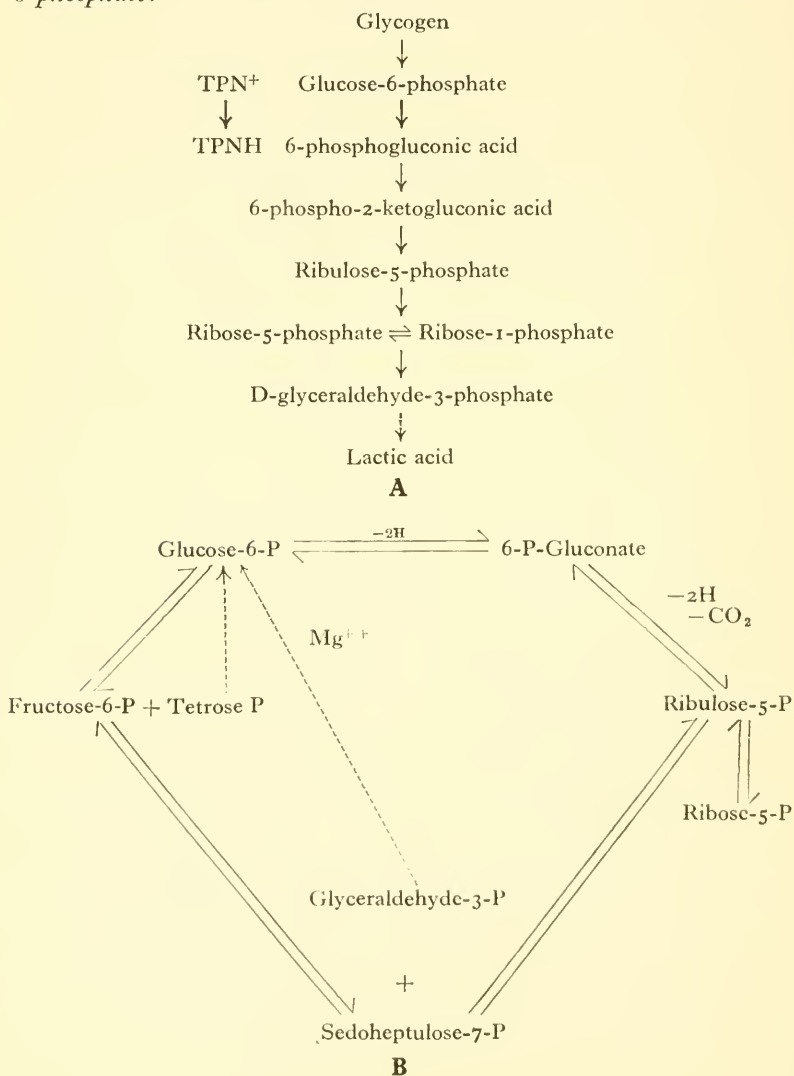 6-phosphate.
Glycogen
TPN+ Glucose-6-phosphate
TPNH 6-phosphogluconic acid
6-phospho-2-ketogluconic acid
Ribulose-5-phosphate
Ribose-5-phosphate ⇌ Ribose-1-phosphate
D-glyceraldehyde-3-phosphate
Lactic acid
A
−2H
Glucose-6-P 6-P-Gluconate
−2H
−CO₂
Mg++
Fructose-6-P + Tetrose P Ribulose-5-P
Ribose-5-P
Glyceraldehyde-3-P
+
Sedoheptulose-7-P
B